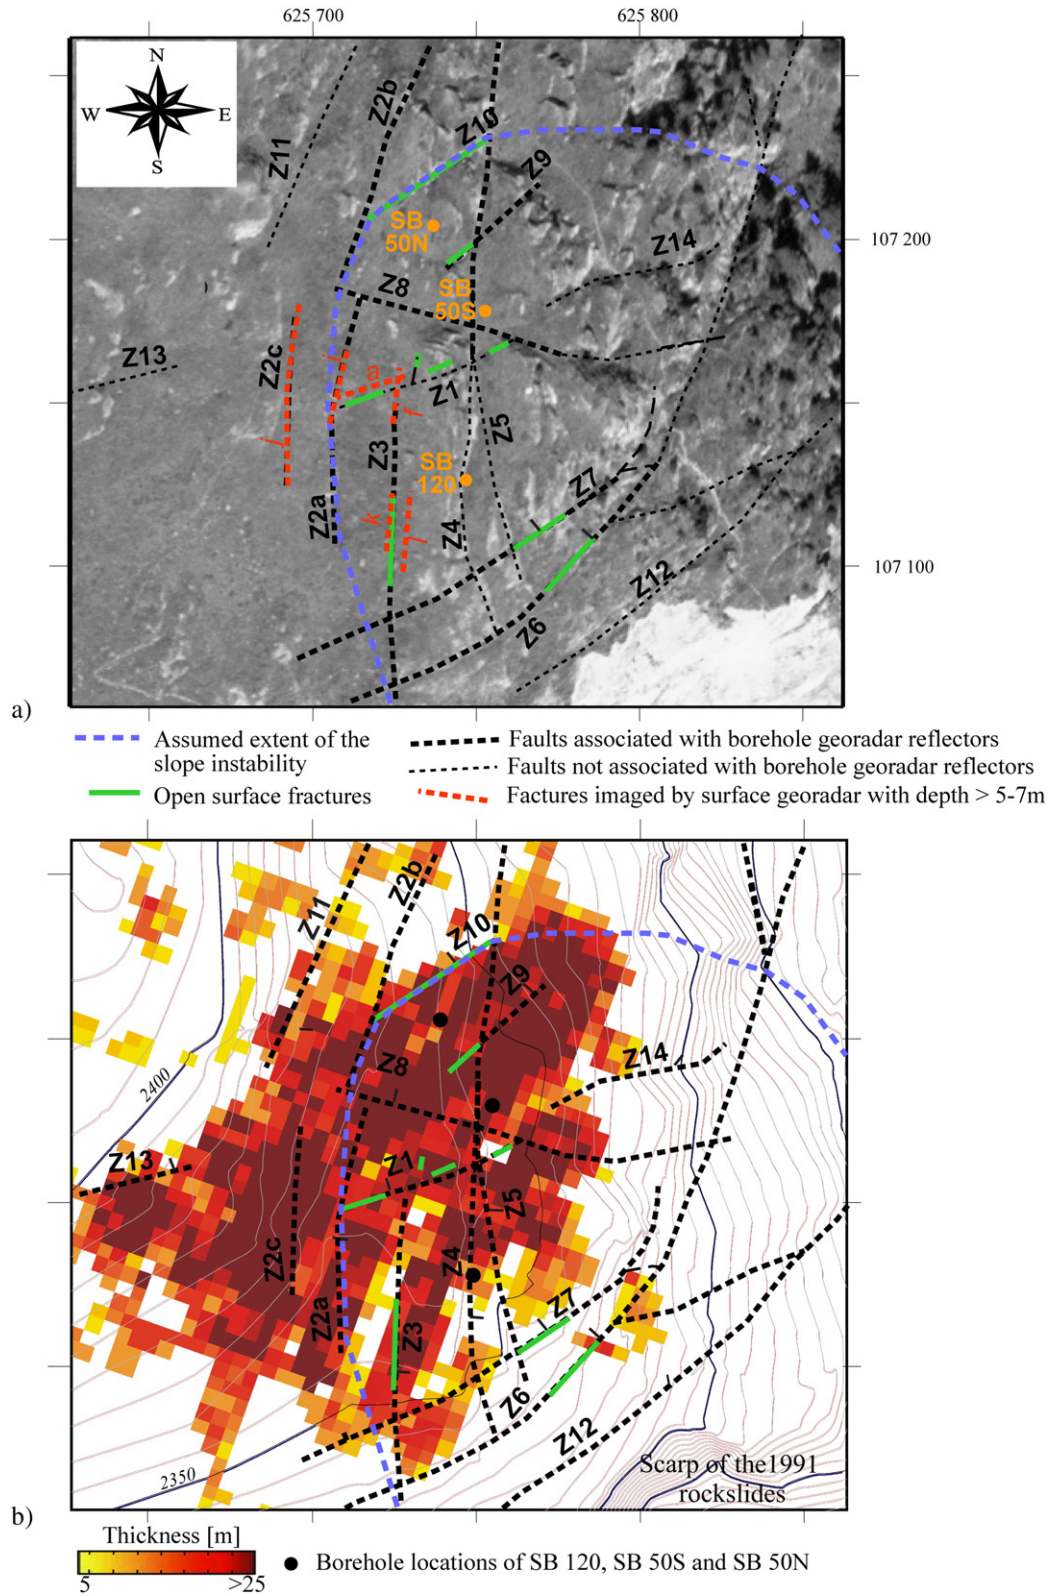 625 700
625 800
N
W
E
S
Z11
Z2b
Z10
Z9
SB
50N
107 200
Z14
Z8
SB
50S
Z13
Z2c
i
a
Z1
f
j
Z3
Z5
SB
120
Z7
Z2a
k
l
Z4
107 100
Z12
Z6
a)
Assumed extent of the
slope instability
Open surface fractures
Faults associated with borehole georadar reflectors
Faults not associated with borehole georadar reflectors
Factures imaged by surface georadar with depth > 5-7m
Z2b
Z11
Z10
Z9
Z8
Z14
2400
Z13
Z1
Z5
Z2c
Z4
Z2a
Z3
Z7
Z6
Z12
2350
Scarp of the1991
rockslides
b)
Thickness [m]
5
>25
Borehole locations of SB 120, SB 50S and SB 50N